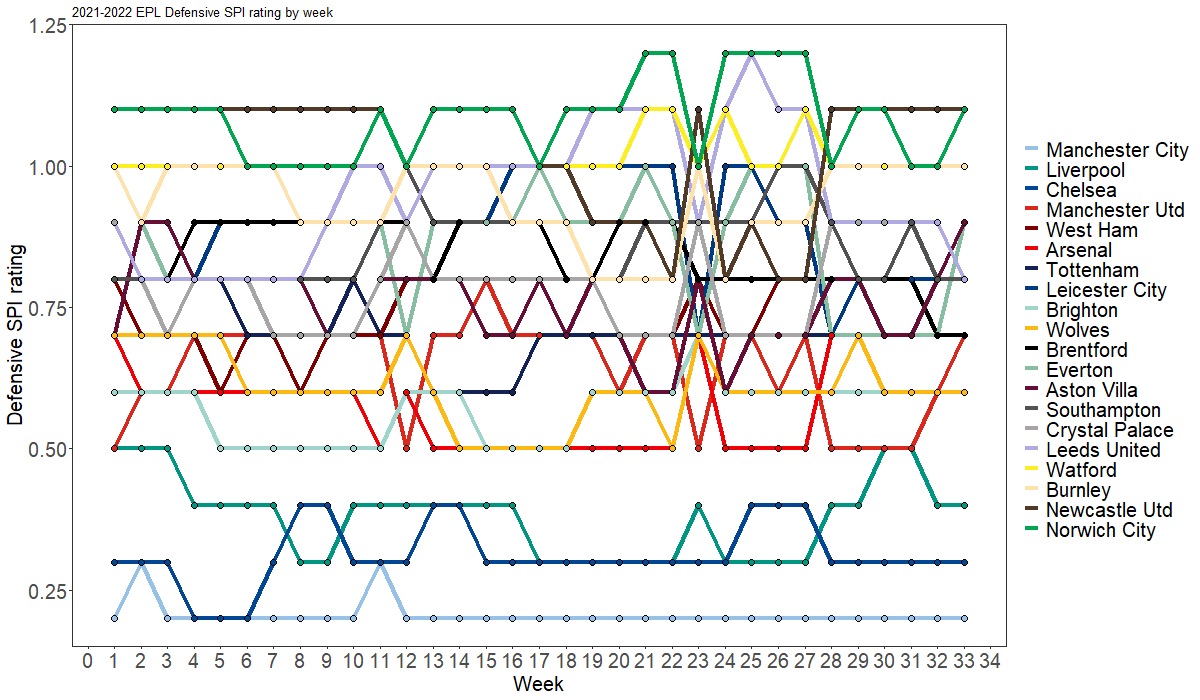 2021-2022 EPL Defensive SPI rating by week
1.25
1.00
0.75
0.50
0.25
Defensive SPI rating
0 1 2 3 4 5 6 7 8 9 10 11 12 13 14 15 16 17 18 19 20 21 22 23 24 25 26 27 28 29 30 31 32 33 34
Week
Manchester City
Liverpool
Chelsea
Manchester Utd
West Ham
Arsenal
Tottenham
Leicester City
Brighton
Wolves
Brentford
Everton
Aston Villa
Southampton
Crystal Palace
Leeds United
Watford
Burnley
Newcastle Utd
Norwich City